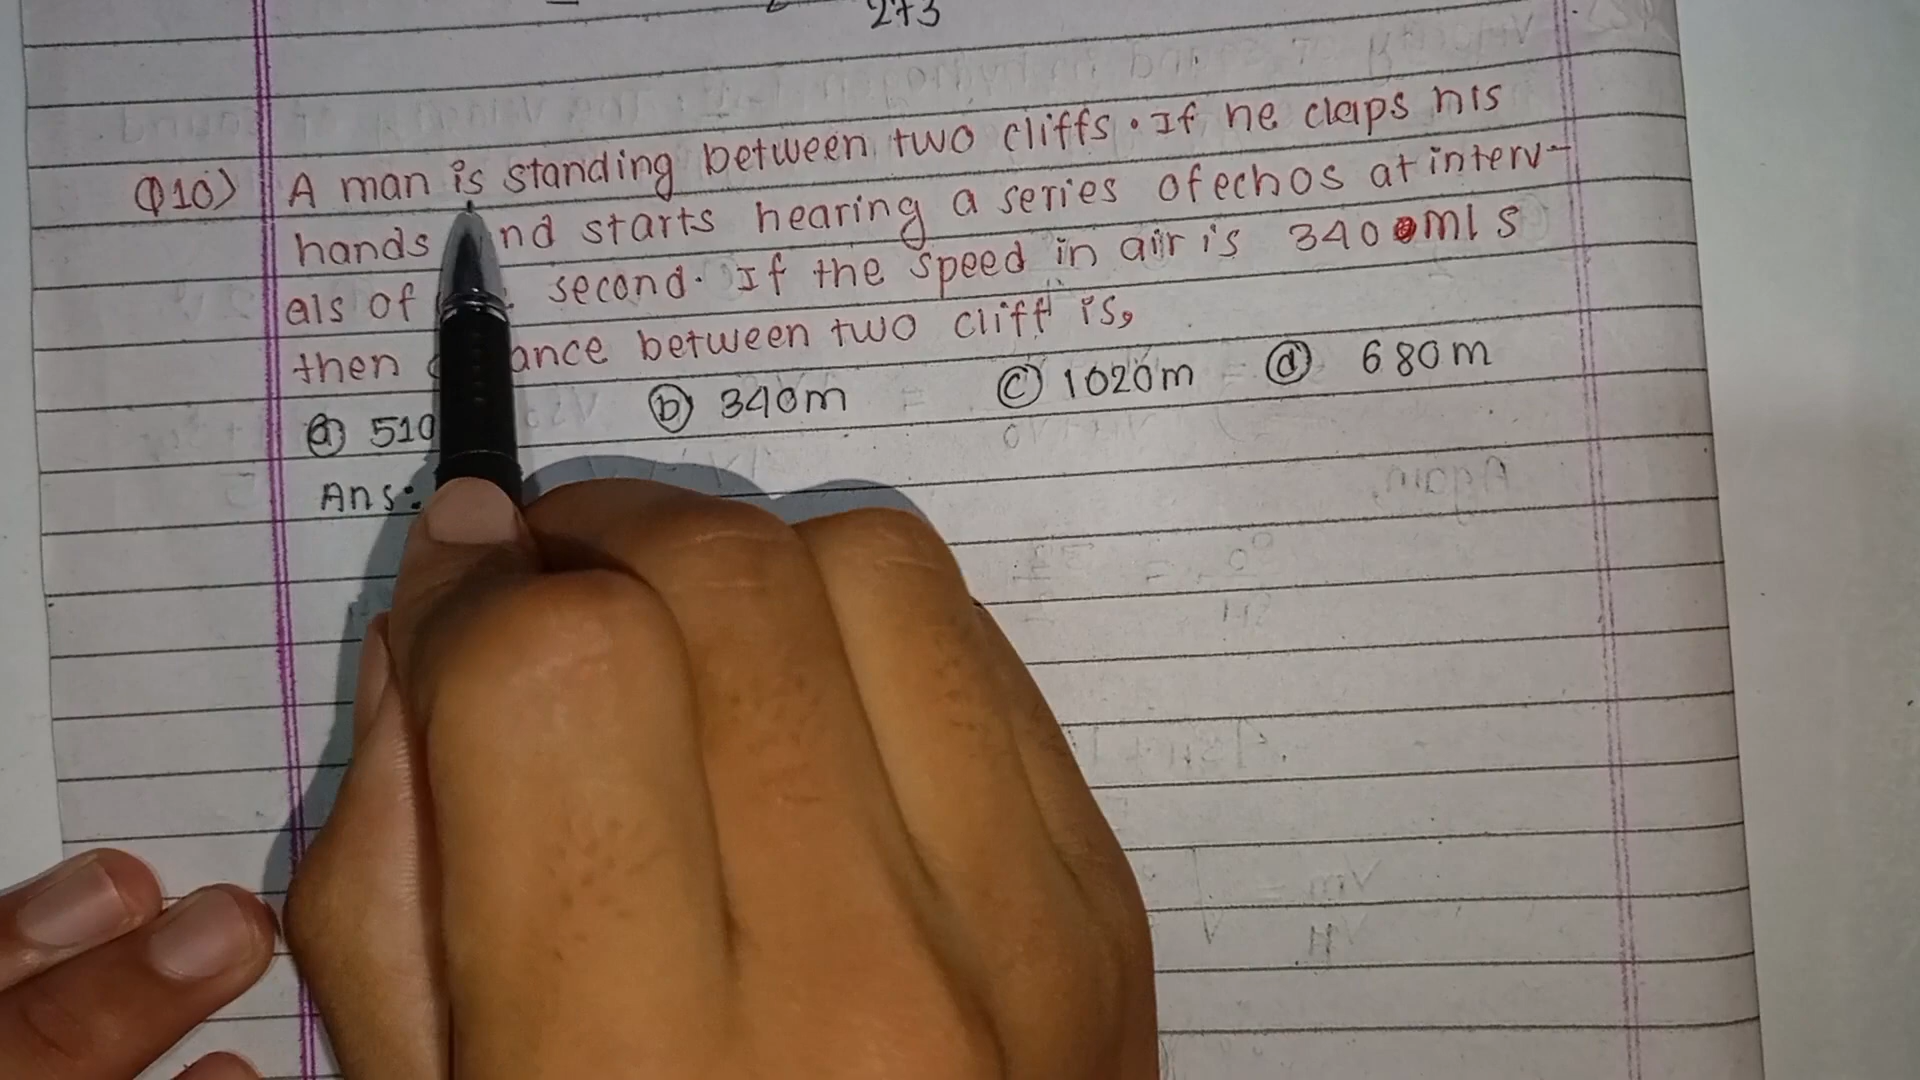 273
Q10) A man is standing between two cliffs. If he claps his
hands nd starts hearing a series of echos at interv-
als of second. If the speed in air is 340 m/s
then ance between two cliff is,
(a) 510 (b) 340m (c) 1020m (d) 680m
Ans: